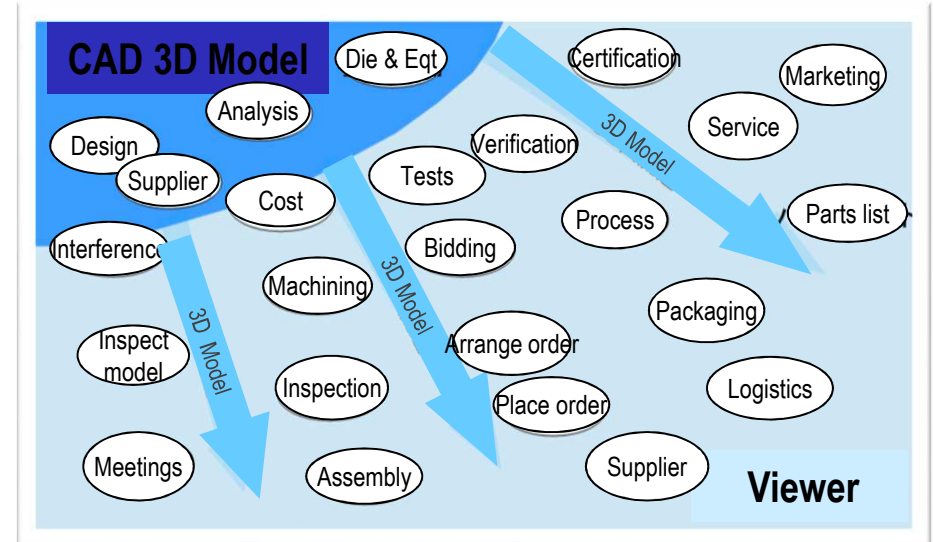 CAD 3D Model
Die & Eqt
Certification
Marketing
Analysis
Service
Design
Verification
3D Model
Supplier
Tests
Cost
Process
Parts list
Interference
Bidding
Machining
3D Model
Packaging
3D Model
Inspect
model
Arrange order
Inspection
Logistics
Place order
Meetings
Assembly
Supplier
Viewer